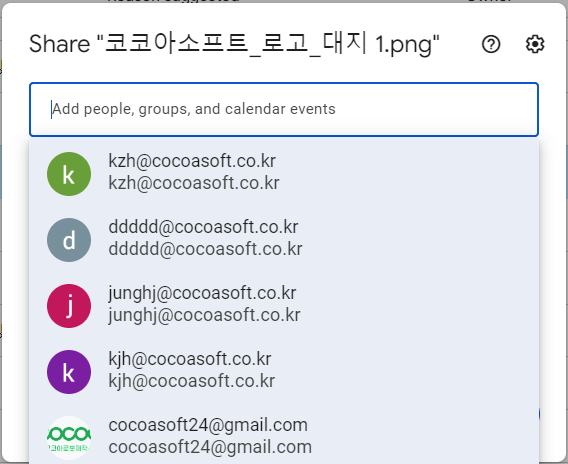 Share "코코아소프트_로고_대지 1.png"
Add people, groups, and calendar events
k
kzh@cocoasoft.co.kr
kzh@cocoasoft.co.kr
d
ddddd@cocoasoft.co.kr
ddddd@cocoasoft.co.kr
j
junghj@cocoasoft.co.kr
junghj@cocoasoft.co.kr
k
kjh@cocoasoft.co.kr
kjh@cocoasoft.co.kr
cocoasoft24@gmail.com
cocoasoft24@gmail.com